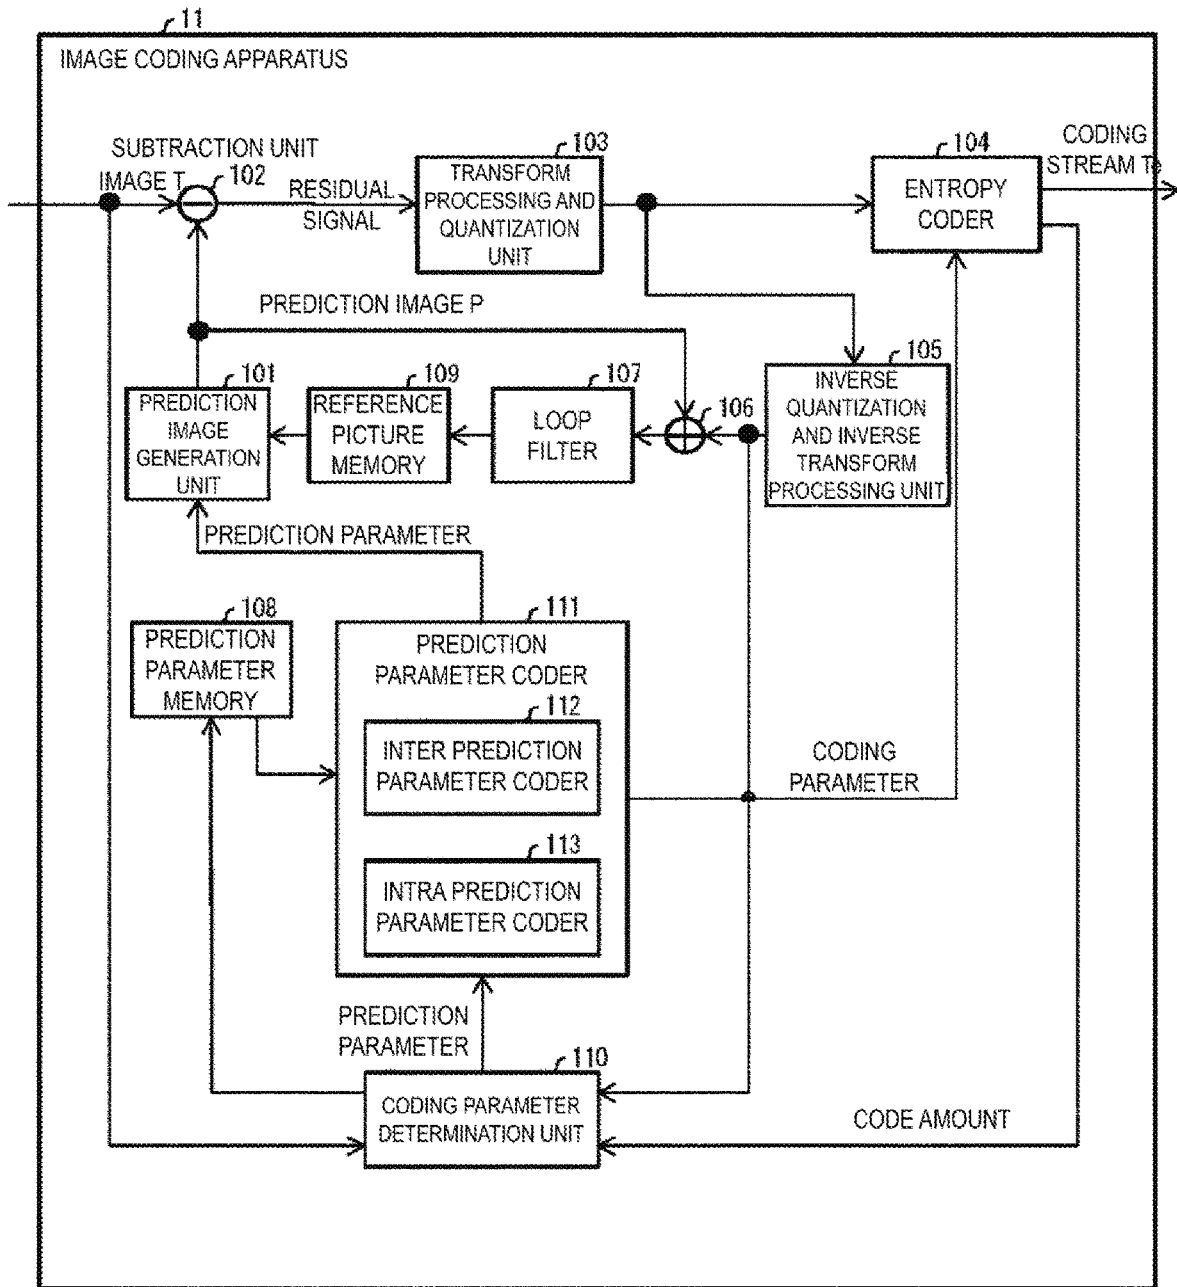 11
IMAGE CODING APPARATUS
SUBTRACTION UNIT
IMAGE T
102
RESIDUAL
SIGNAL
103
TRANSFORM
PROCESSING AND
QUANTIZATION
UNIT
104
ENTROPY
CODER
CODING
STREAM Te
PREDICTION IMAGE P
101
PREDICTION
IMAGE
GENERATION
UNIT
109
REFERENCE
PICTURE
MEMORY
107
LOOP
FILTER
106
105
INVERSE
QUANTIZATION
AND INVERSE
TRANSFORM
PROCESSING UNIT
PREDICTION PARAMETER
108
PREDICTION
PARAMETER
MEMORY
111
PREDICTION
PARAMETER CODER
112
INTER PREDICTION
PARAMETER CODER
113
INTRA PREDICTION
PARAMETER CODER
CODING
PARAMETER
PREDICTION
PARAMETER
110
CODING PARAMETER
DETERMINATION UNIT
CODE AMOUNT